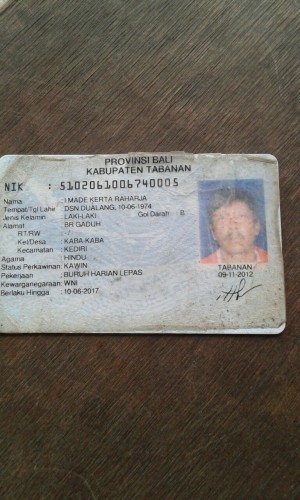 PROVINSI BALI
KABUPATEN TABANAN
NIK : 5102061006740005
Nama : I MADE KERTA RAHARJA
Tempat/Tgl Lahir : DSN DUALANG, 10-06-1974
Jenis Kelamin : LAKI-LAKI Gol Darah : B
Alamat : BR GADUH
RT/RW : /
Kel/Desa : KABA-KABA
Kecamatan : KEDIRI
Agama : HINDU
Status Perkawinan : KAWIN
Pekerjaan : BURUH HARIAN LEPAS
Kewarganegaraan : WNI
Berlaku Hingga : 10-06-2017
TABANAN
09-11-2012